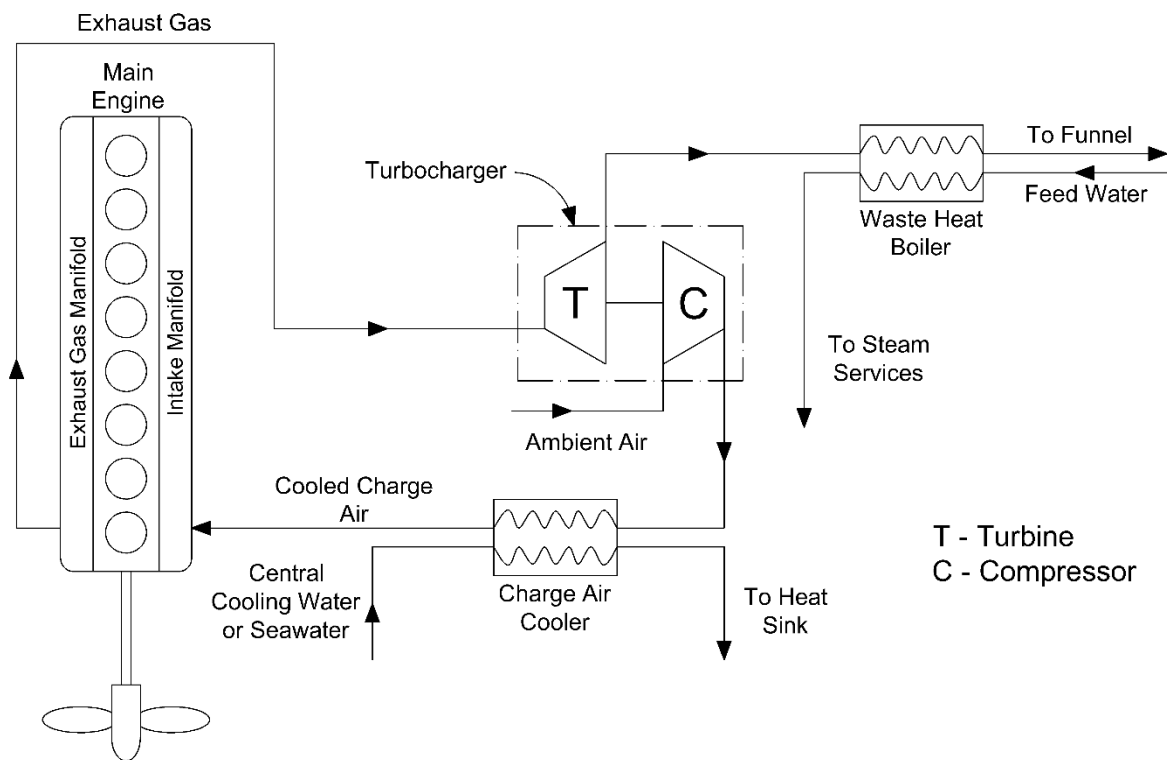 Exhaust Gas
Main
Engine
Exhaust Gas Manifold
Intake Manifold
Turbocharger
T
C
Ambient Air
To Funnel
Feed Water
Waste Heat
Boiler
To Steam
Services
Cooled Charge
Air
Central
Cooling Water
or Seawater
Charge Air
Cooler
To Heat
Sink
T - Turbine
C - Compressor